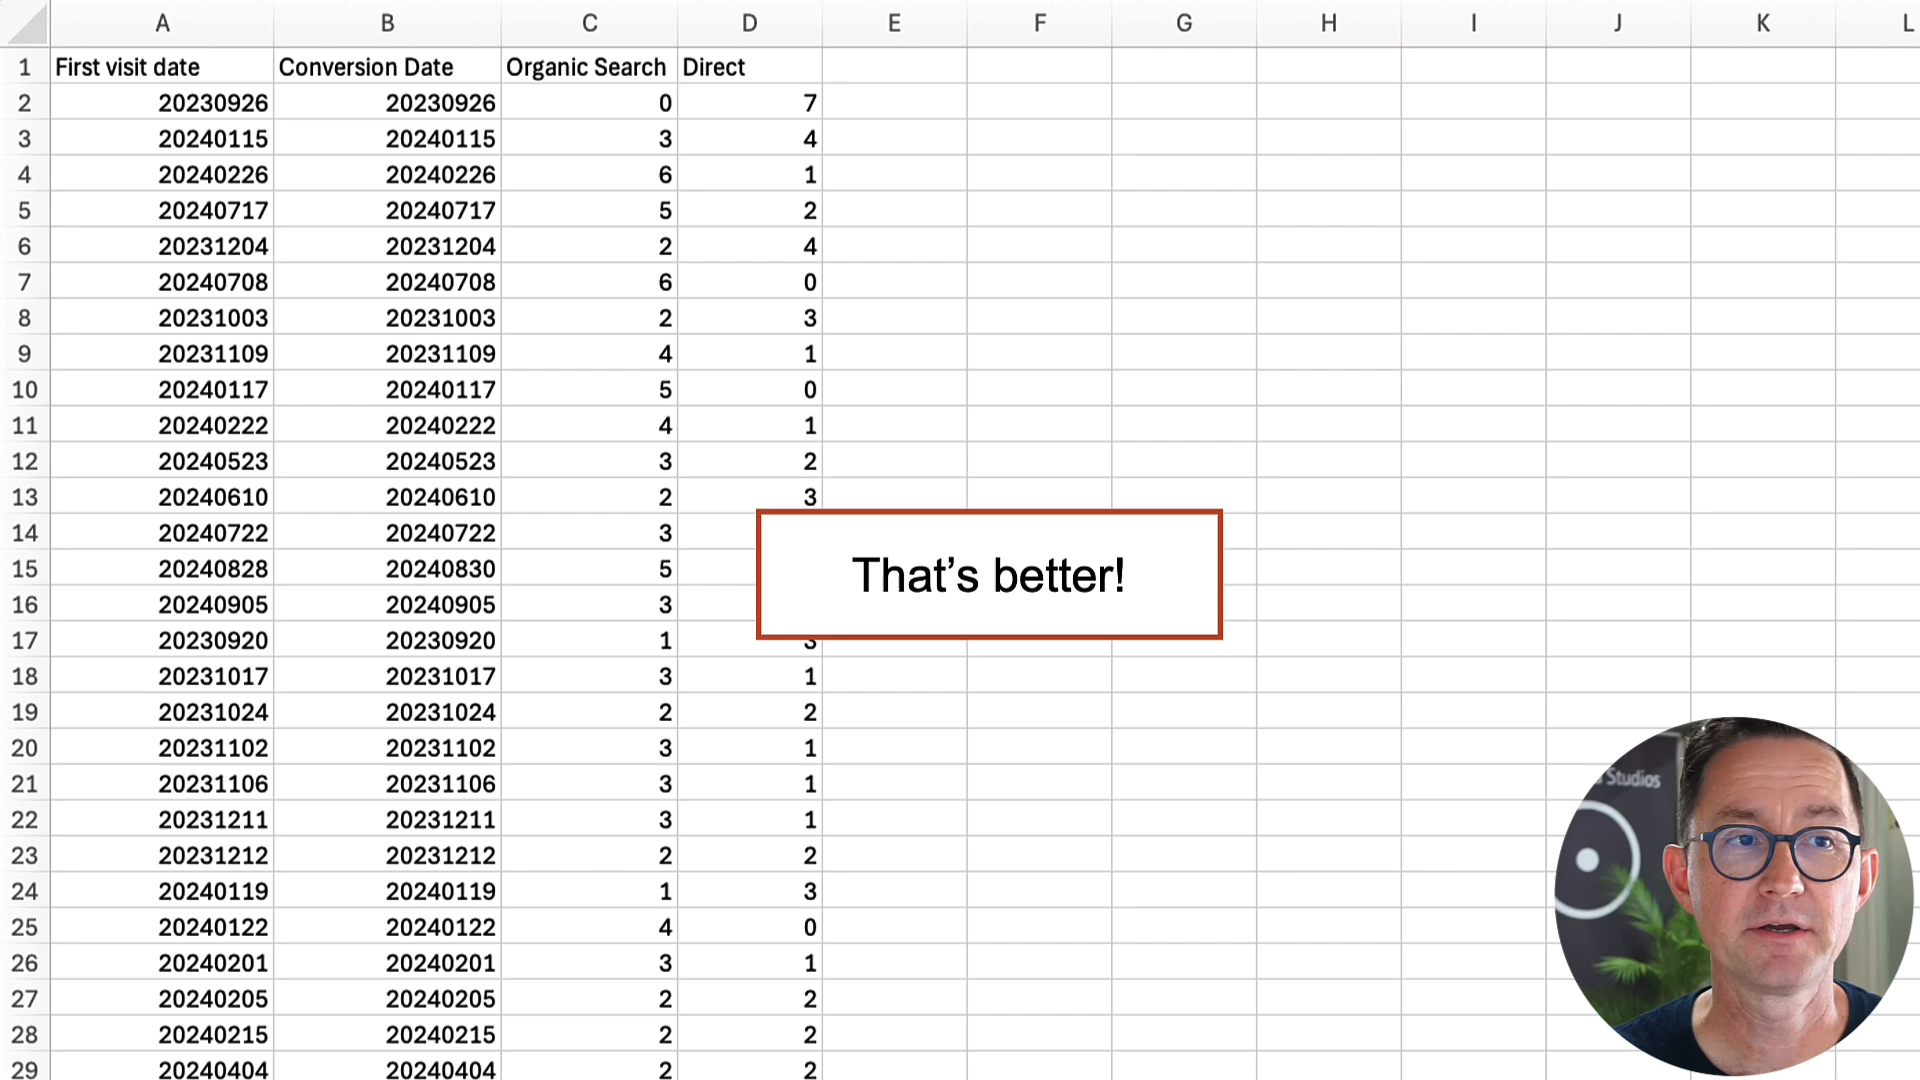 A B C D E F G H I J K L
1 First visit date Conversion Date Organic Search Direct
2 20230926 20230926 0 7
3 20240115 20240115 3 4
4 20240226 20240226 6 1
5 20240717 20240717 5 2
6 20231204 20231204 2 4
7 20240708 20240708 6 0
8 20231003 20231003 2 3
9 20231109 20231109 4 1
10 20240117 20240117 5 0
11 20240222 20240222 4 1
12 20240523 20240523 3 2
13 20240610 20240610 2 3
14 20240722 20240722 3
15 20240828 20240830 5
That’s better!
16 20240905 20240905 3
17 20230920 20230920 1 3
18 20231017 20231017 3 1
19 20231024 20231024 2 2
20 20231102 20231102 3 1
21 20231106 20231106 3 1
Studios
22 20231211 20231211 3 1
23 20231212 20231212 2 2
24 20240119 20240119 1 3
25 20240122 20240122 4 0
26 20240201 20240201 3 1
27 20240205 20240205 2 2
28 20240215 20240215 2 2
29 20240404 20240404 2 2